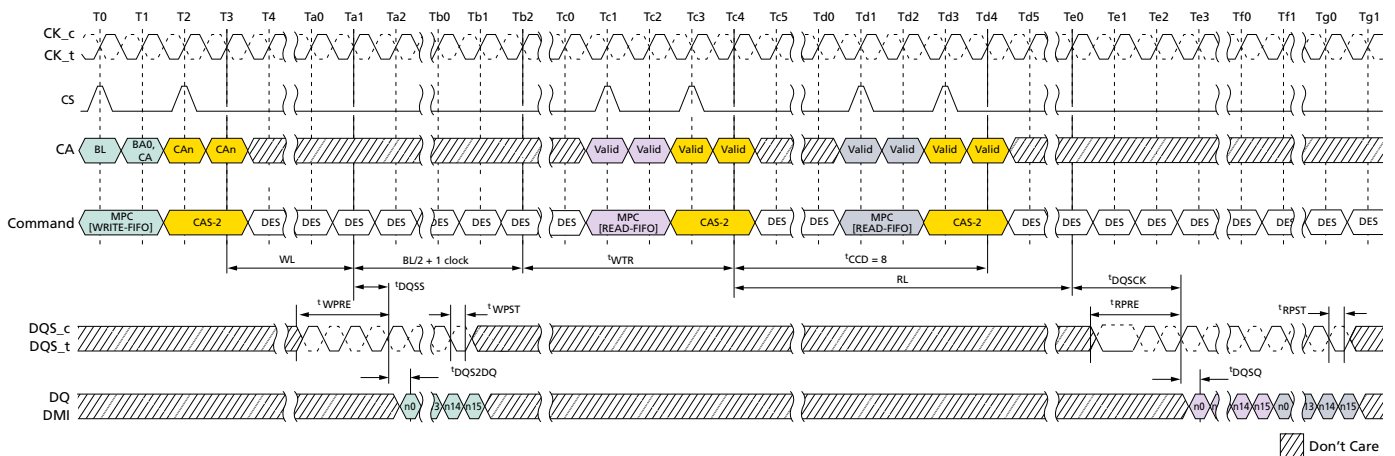 T0 T1 T2 T3 T4 Ta0 Ta1 Ta2 Tb0 Tb1 Tb2 Tc0 Tc1 Tc2 Tc3 Tc4 Tc5 Td0 Td1 Td2 Td3 Td4 Td5 Te0 Te1 Te2 Te3 Tf0 Tf1 Tg0 Tg1
CK_c
CK_t
CS
CA BL BA0, CA CAn CAn Valid Valid Valid Valid Valid Valid Valid Valid
Command MPC [WRITE-FIFO] CAS-2 DES DES DES DES DES DES DES DES MPC [READ-FIFO] CAS-2 DES DES MPC [READ-FIFO] CAS-2 DES DES DES DES DES DES DES DES DES
WL BL/2 + 1 clock tWTR tCCD = 8
RL
tDQSS tDQSCK
tWPRE tWPST tRPRE tRPST
DQS_c
DQS_t
tDQS2DQ tDQSQ
DQ
DMI
n0 3 n14 n15 n0 n n14 n15 n0 13 n14 n15
Don't Care